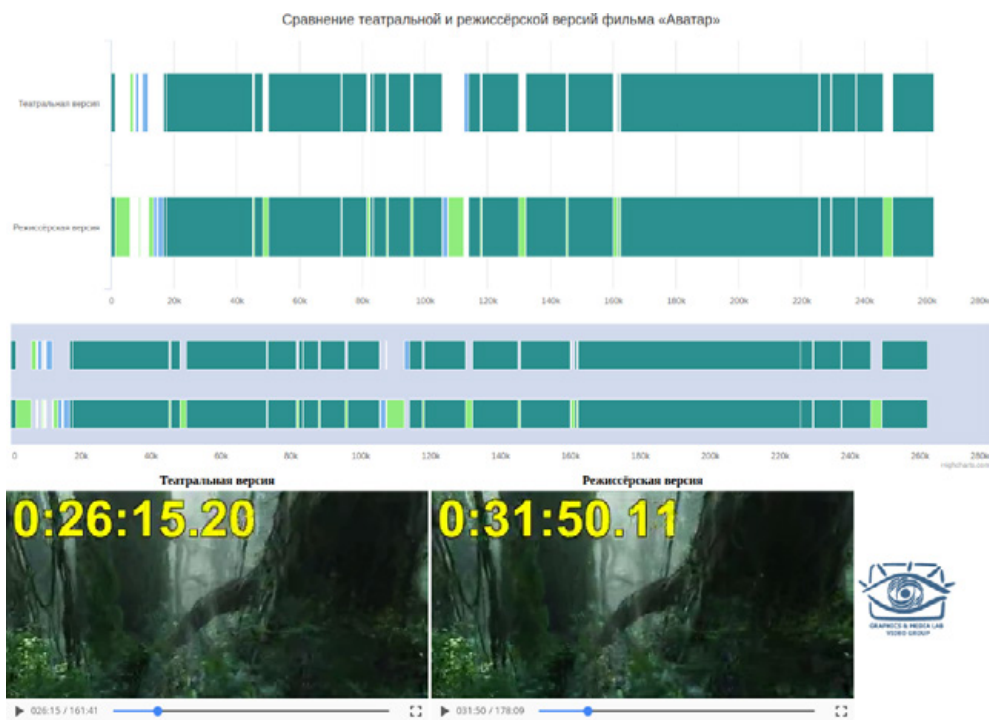 Сравнение театральной и режиссёрской версий фильма «Аватар»
Театральная версия
Режиссёрская версия
0 20k 40k 60k 80k 100k 120k 140k 160k 180k 200k 220k 240k 260k 280k
0 20k 40k 60k 80k 100k 120k 140k 160k 180k 200k 220k 240k 260k 280k
Highcharts.com
Театральная версия Режиссёрская версия
0:26:15.20 0:31:50.11
GRAPHICS & MEDIA LAB
VIDEO GROUP
026:15 / 161:41 031:50 / 178:09